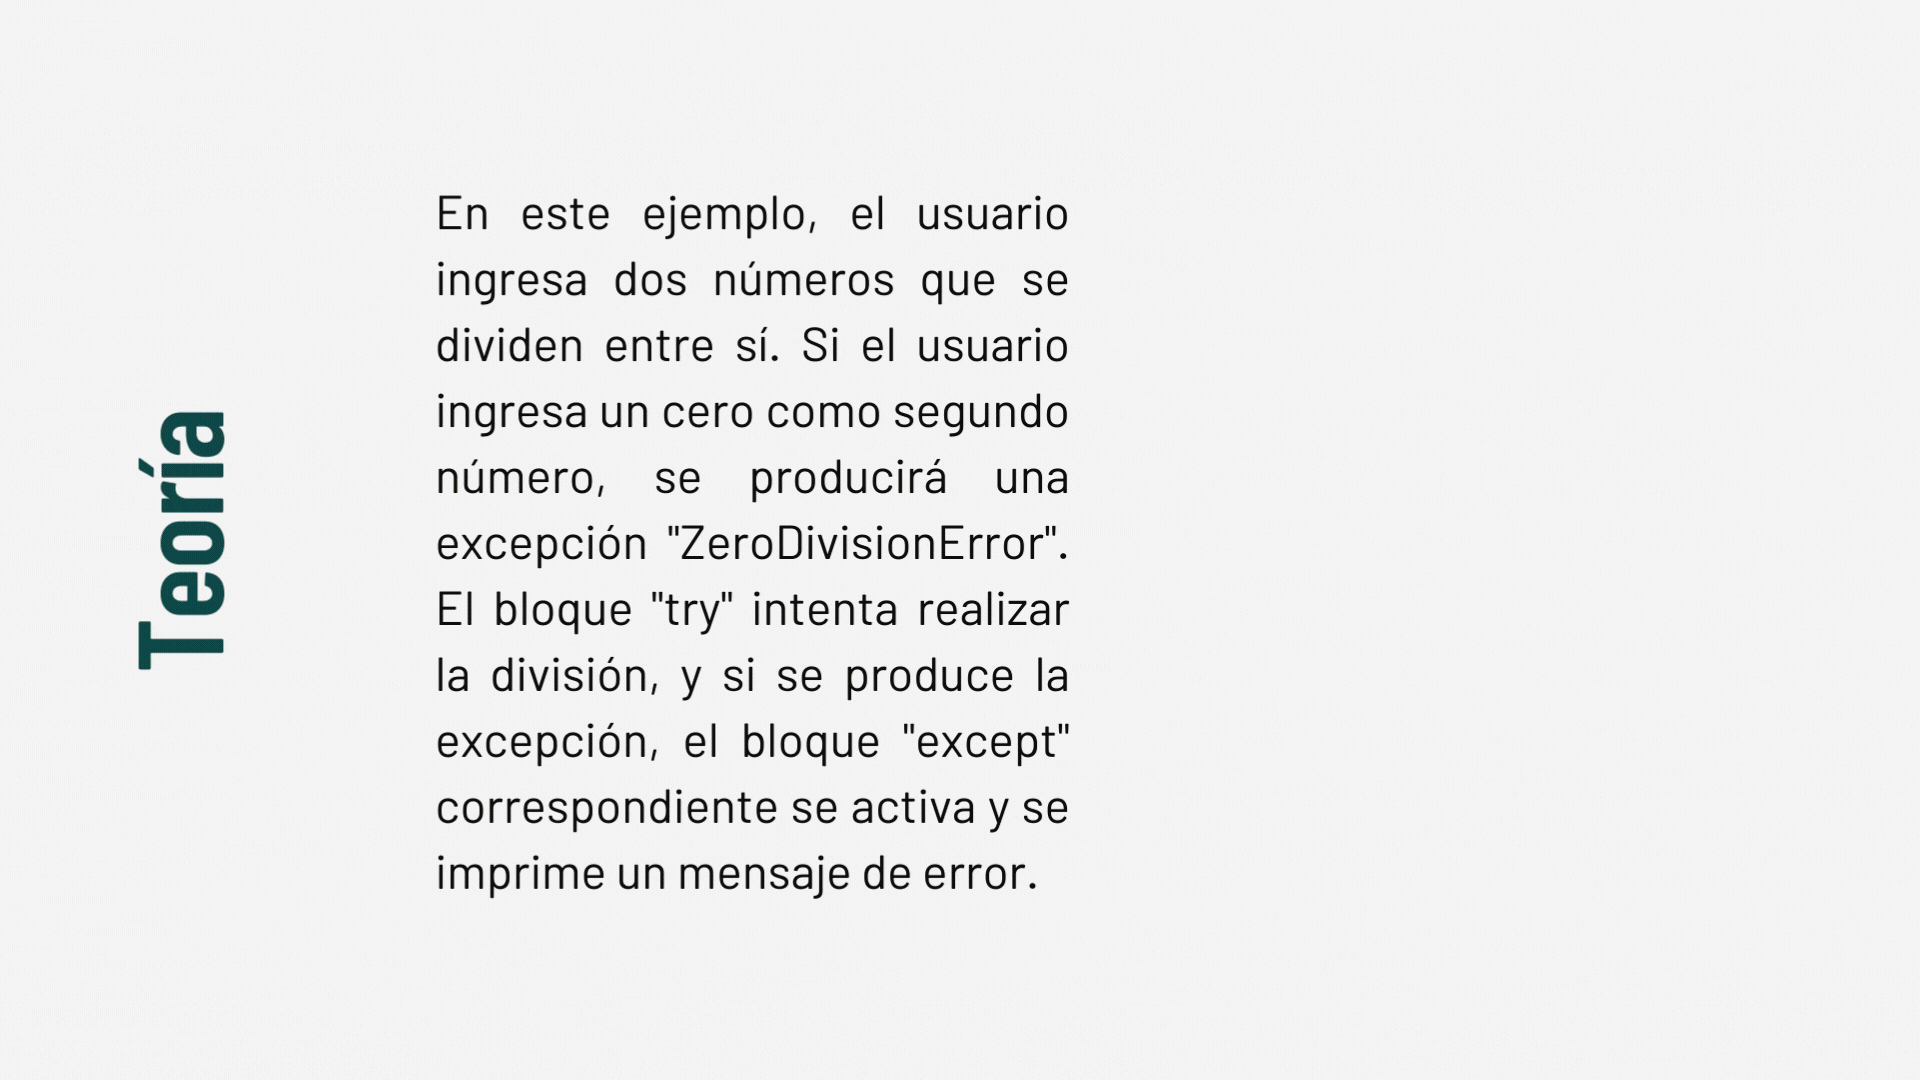 Teoría
En este ejemplo, el usuario
ingresa dos números que se
dividen entre sí. Si el usuario
ingresa un cero como segundo
número, se producirá una
excepción "ZeroDivisionError".
El bloque "try" intenta realizar
la división, y si se produce la
excepción, el bloque "except"
correspondiente se activa y se
imprime un mensaje de error.